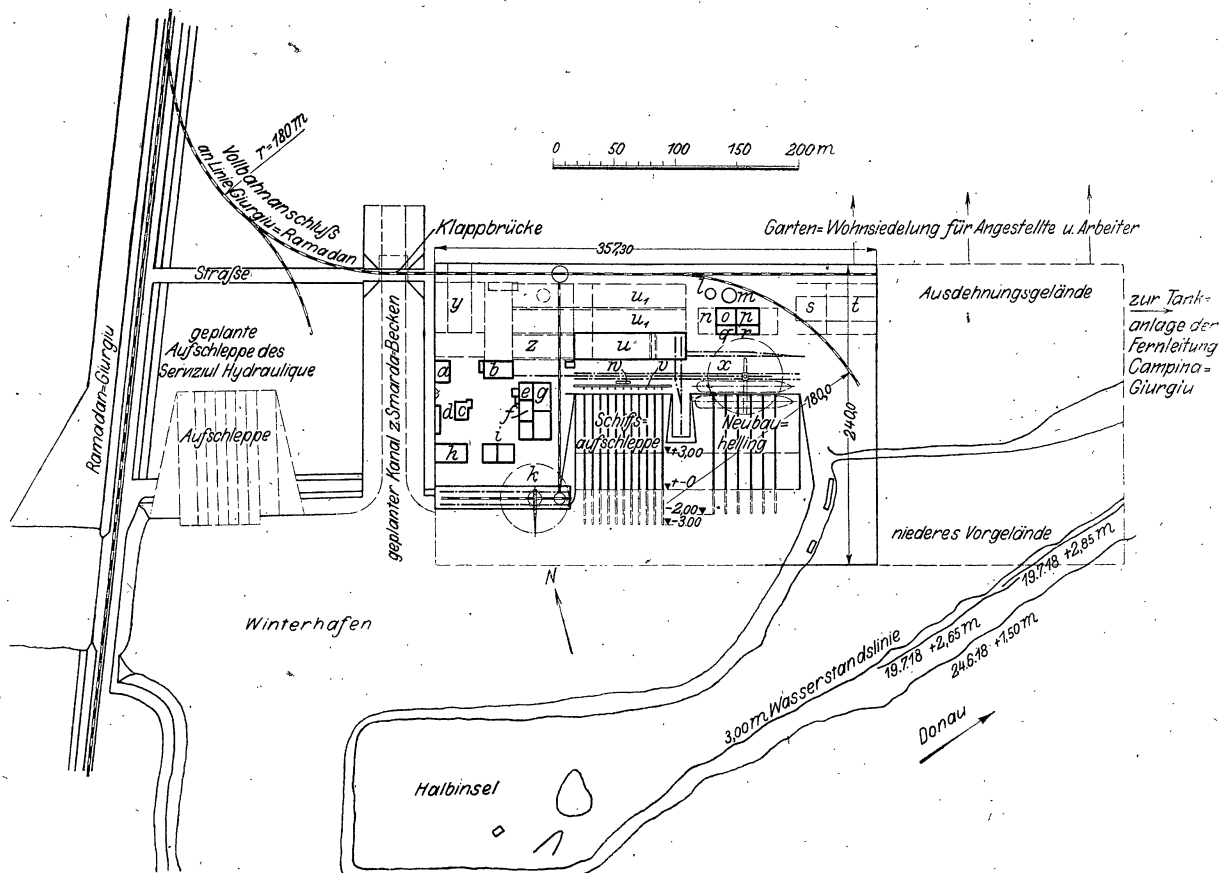 r=180m
Vollbahnanschluß
an Linie Giurgiu=Ramadan
0 50 100 150 200m
Klappbrücke
Garten=Wohnsiedelung für Angestellte u. Arbeiter
357,30
Straße
y
u₁
l
m
s
t
Ausdehnungsgelände
zur Tank=
anlage der
Fernleitung
Campina=
Giurgiu
u₁
n
o
n
q
r
geplante
Aufschleppe des
Serviziul Hydraulique
z
u
a
b
w
v
x
Ramadan=Giurgiu
geplanter Kanal z. Smarda=Becken
e
g
d
c
f
180,0
240,0
Aufschleppe
Schiffs=
aufschleppe
Neubau=
helling
h
i
+3,00
k
+-0
-2,00
-3,00
niederes Vorgelände
N
Winterhafen
19.7.18 +2,85m
19.7.18 +2,65m
24.6.18 +1,50m
3,00m Wasserstandslinie
Donau
Halbinsel